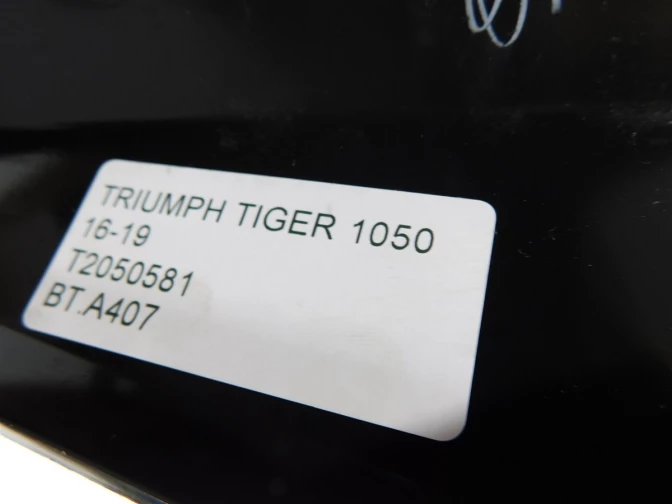 TRIUMPH TIGER 1050
16-19
T2050581
BT.A407